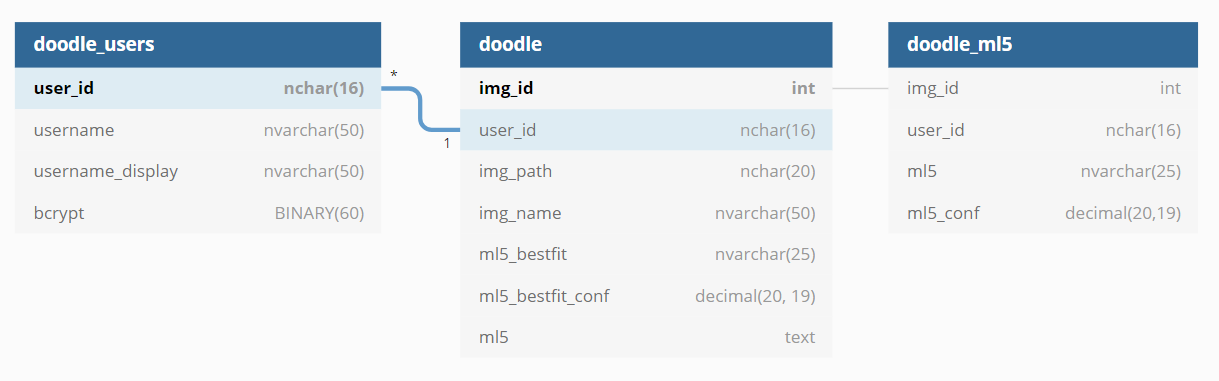 doodle_users
user_id nchar(16)
username nvarchar(50)
username_display nvarchar(50)
bcrypt BINARY(60)
*
1
doodle
img_id int
user_id nchar(16)
img_path nchar(20)
img_name nvarchar(50)
ml5_bestfit nvarchar(25)
ml5_bestfit_conf decimal(20, 19)
ml5 text
doodle_ml5
img_id int
user_id nchar(16)
ml5 nvarchar(25)
ml5_conf decimal(20,19)